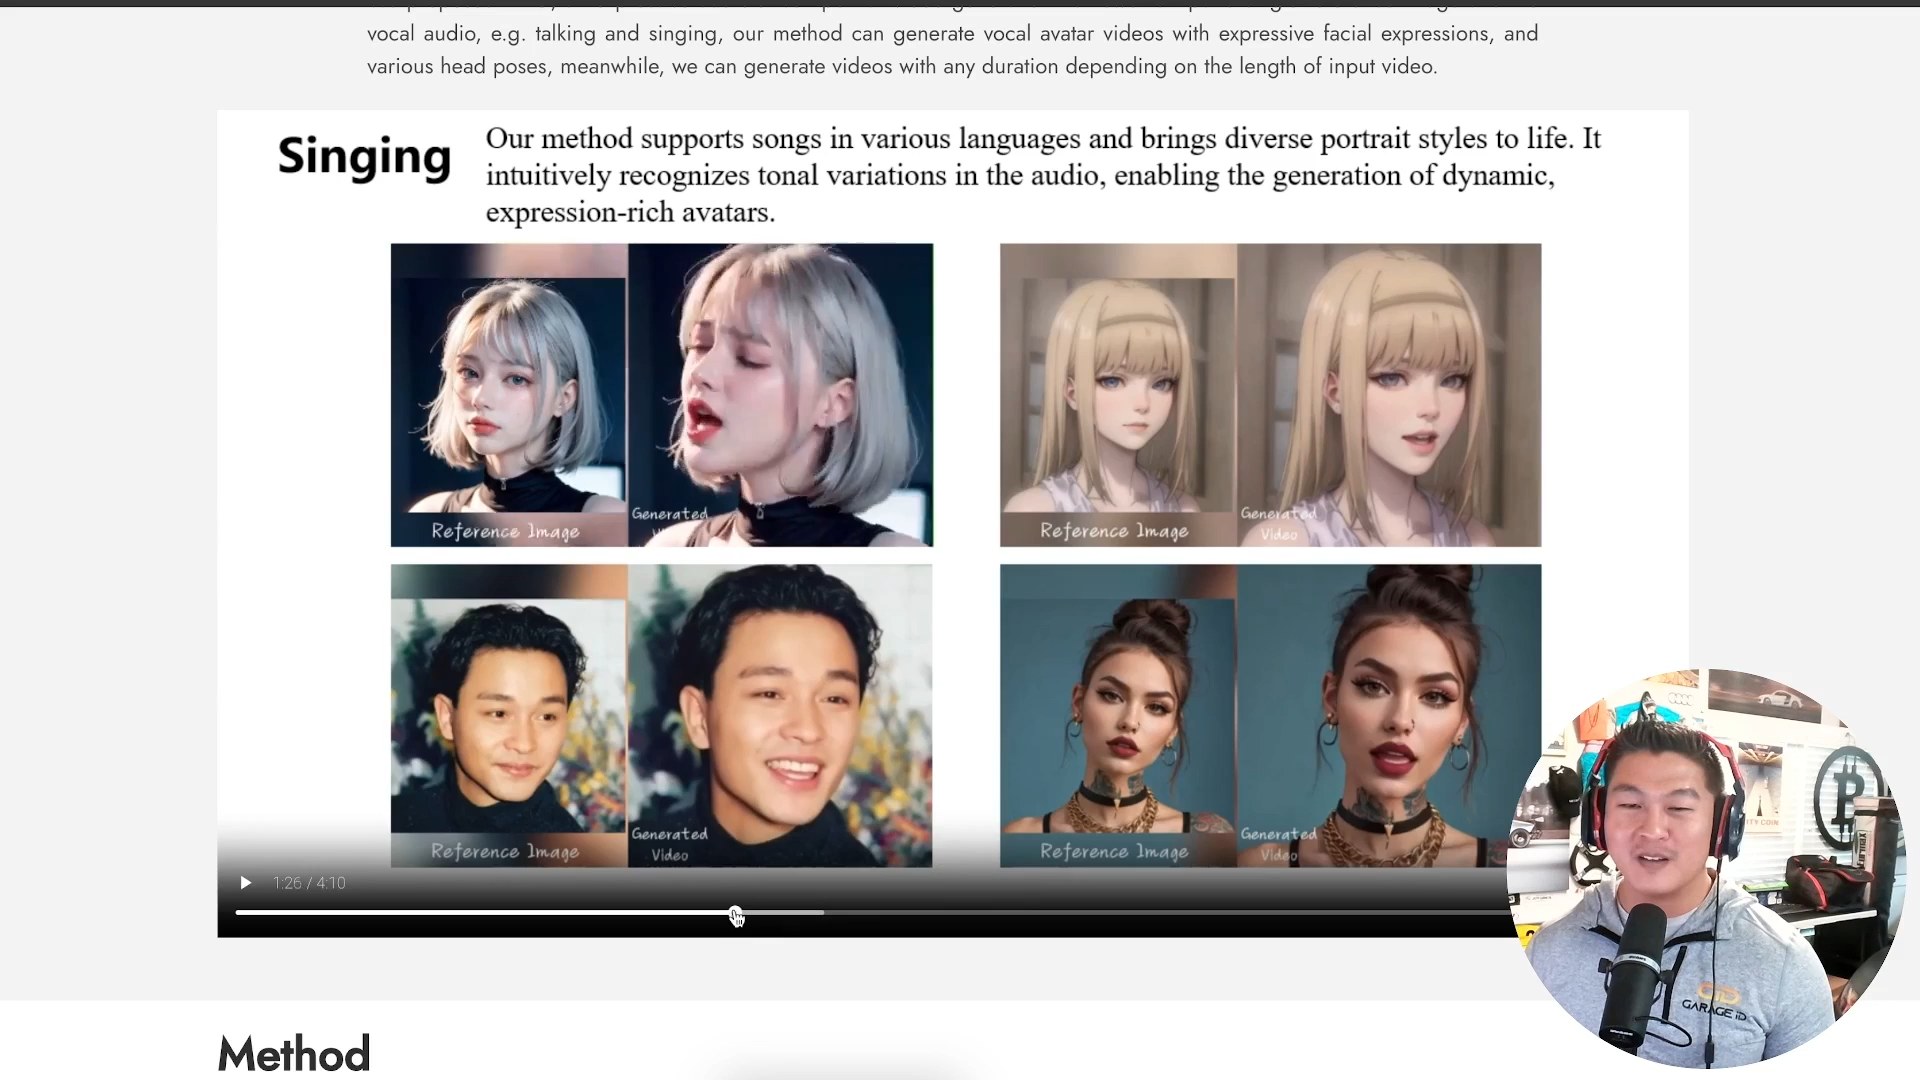 vocal audio, e.g. talking and singing, our method can generate vocal avatar videos with expressive facial expressions, and
various head poses, meanwhile, we can generate videos with any duration depending on the length of input video.
Singing
Our method supports songs in various languages and brings diverse portrait styles to life. It
intuitively recognizes tonal variations in the audio, enabling the generation of dynamic,
expression-rich avatars.
Reference Image
Generated
Reference Image
Generated
Video
Reference Image
Generated
Video
Reference Image
Generated
Video
1:26 / 4:10
GARAGE iD
Method